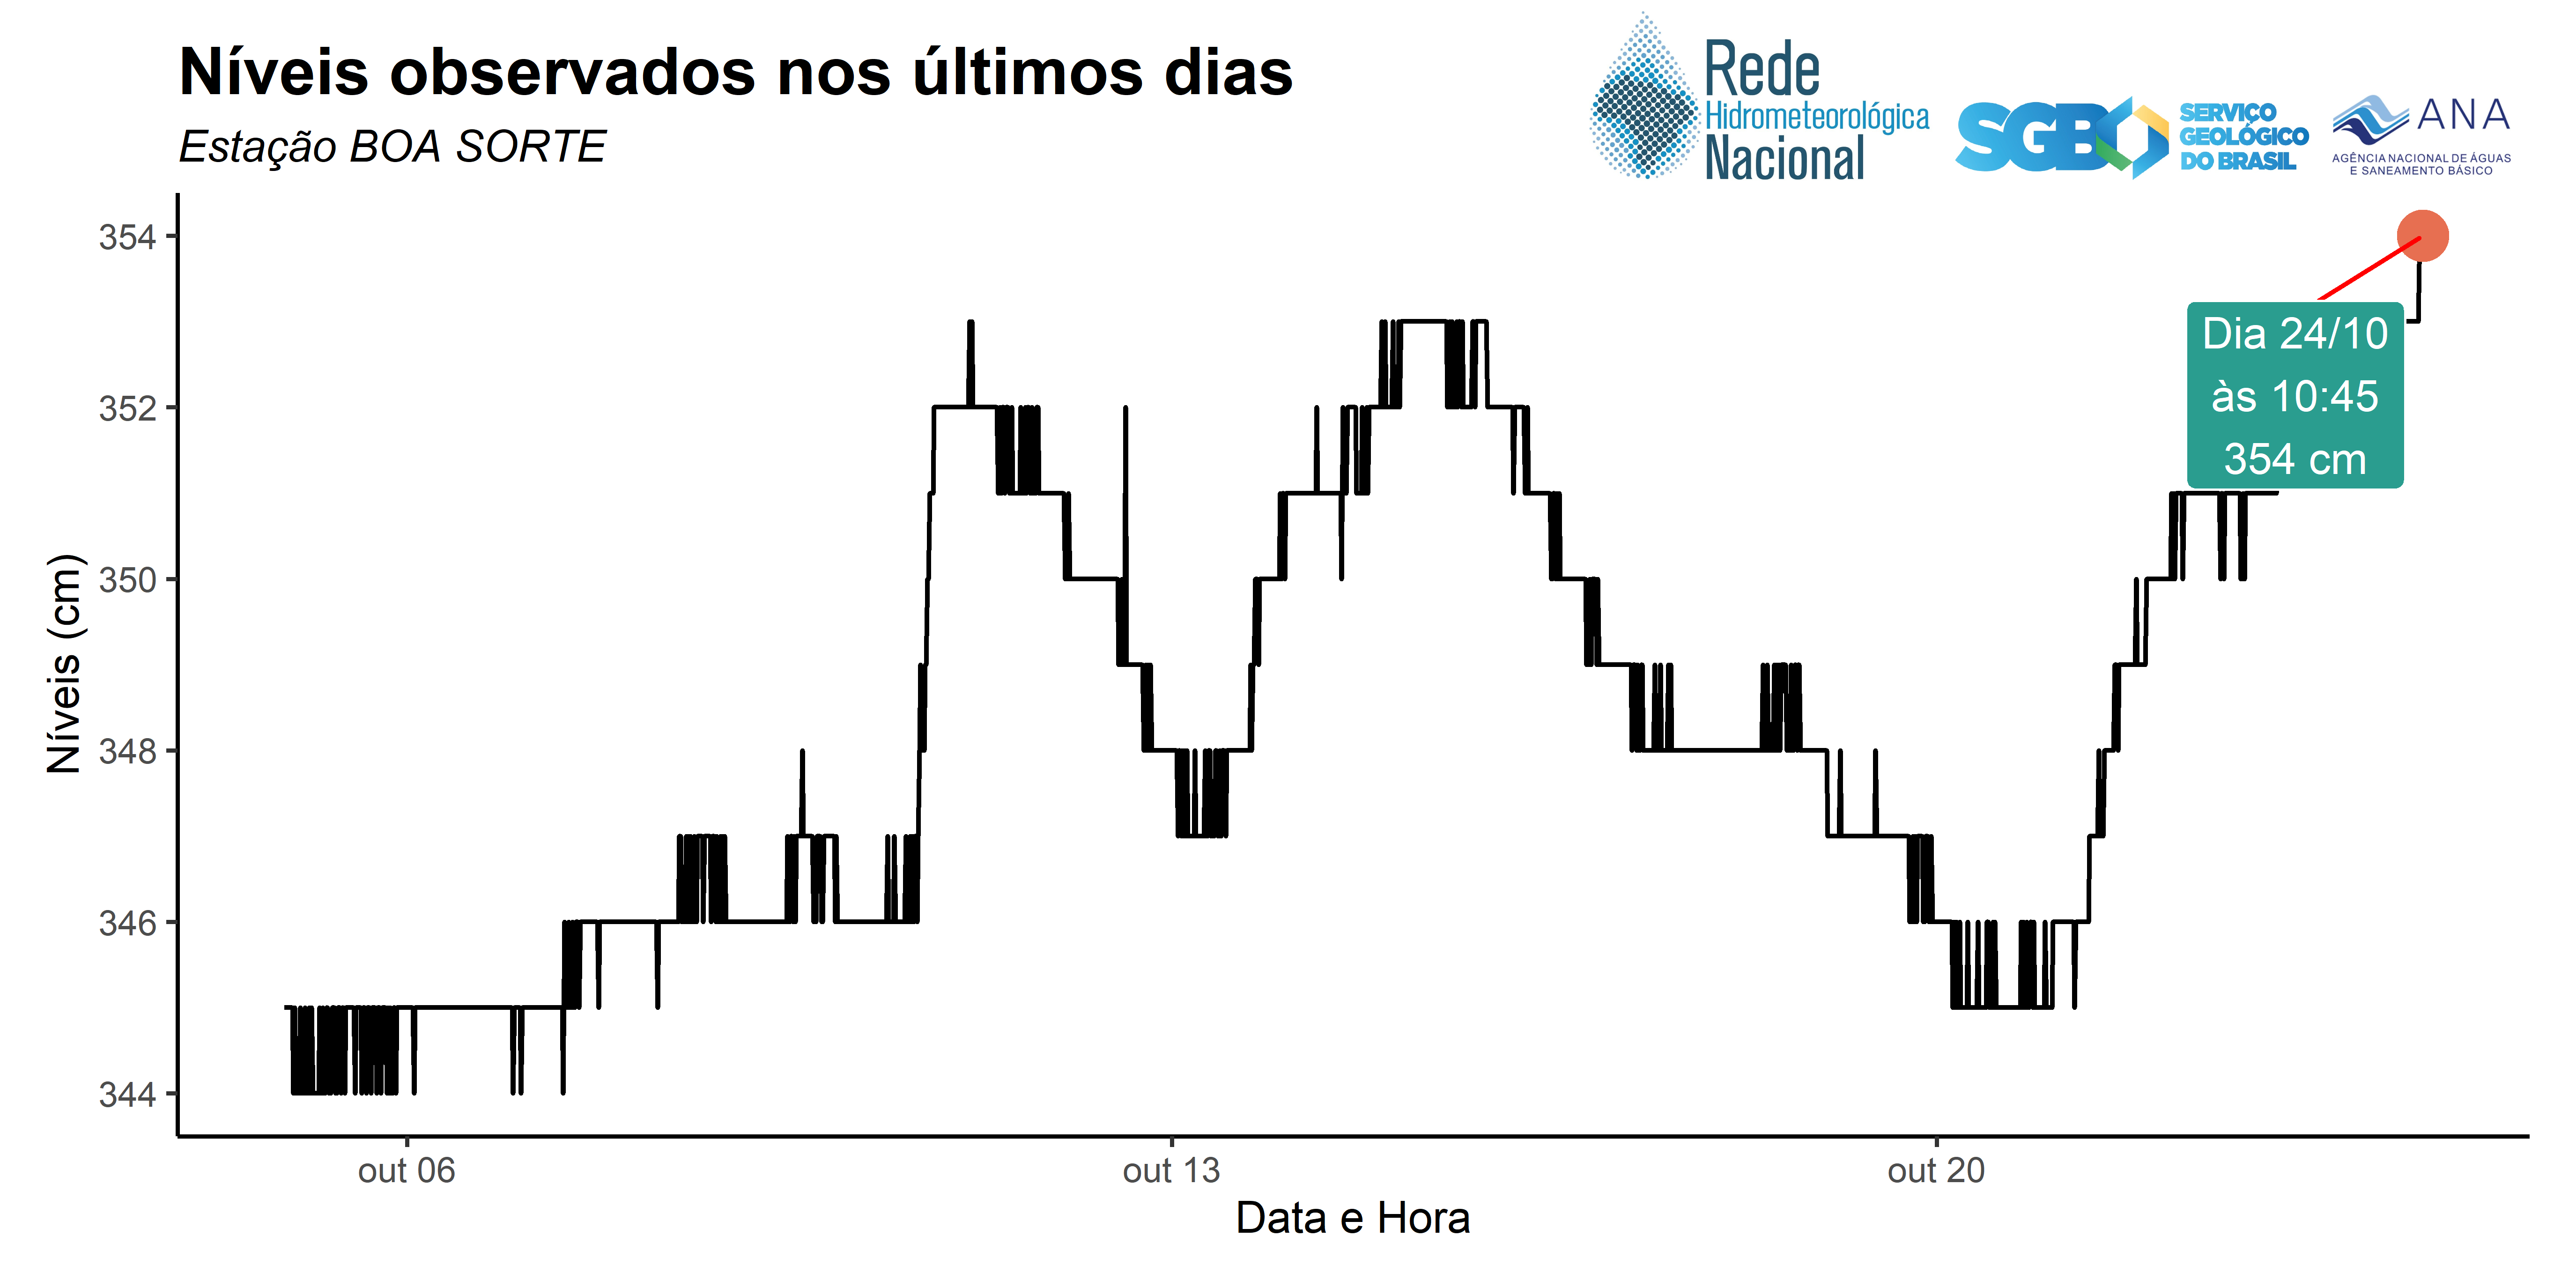 Níveis observados nos últimos dias
Estação BOA SORTE
Rede
Hidrometeorológica
Nacional
SGB
SERVIÇO
GEOLÓGICO
DO BRASIL
ANA
AGÊNCIA NACIONAL DE ÁGUAS
E SANEAMENTO BÁSICO
354
352
350
348
346
344
Níveis (cm)
Dia 24/10
às 10:45
354 cm
out 06
out 13
out 20
Data e Hora